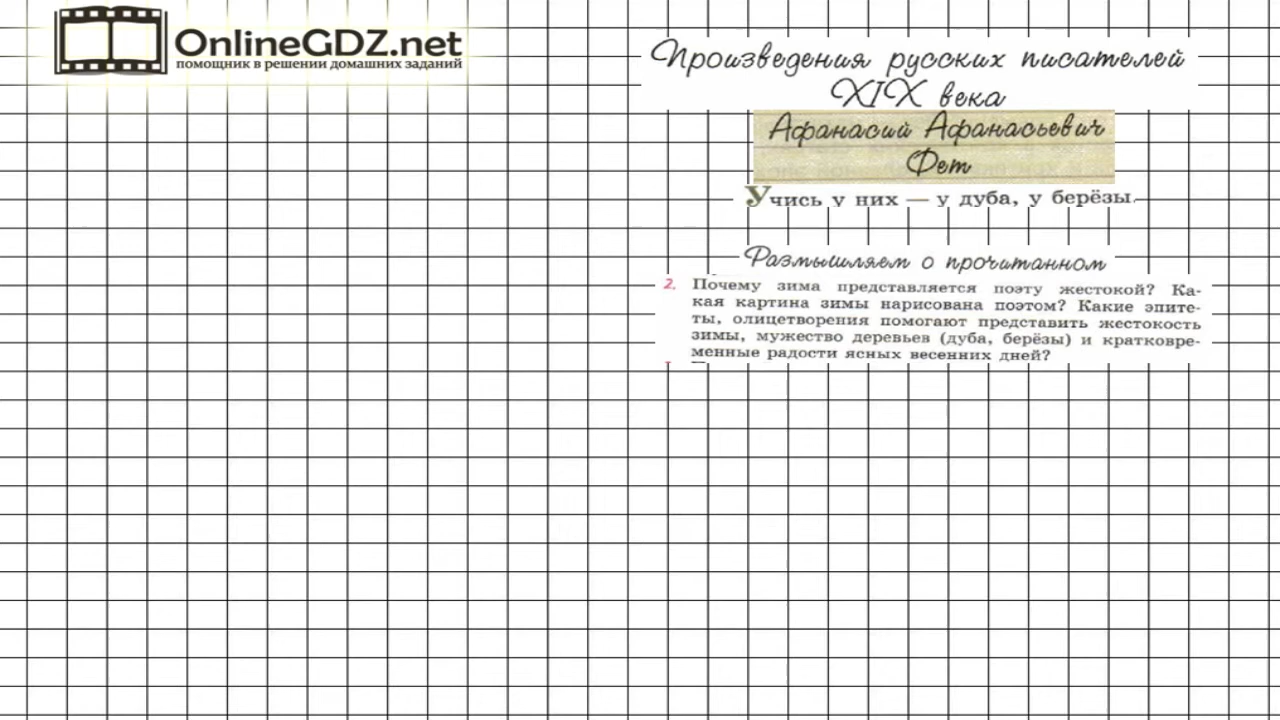 OnlineGDZ.net
помощник в решении домашних заданий
Произведения русских писателей
XIX века
Афанасий Афанасьевич
Фет
Учись у них — у дуба, у берёзы.
Размышляем о прочитанном
2. Почему зима представляется поэту жестокой? Ка-
кая картина зимы нарисована поэтом? Какие эпите-
ты, олицетворения помогают представить жестокость
зимы, мужество деревьев (дуба, берёзы) и кратковре-
менные радости ясных весенних дней?